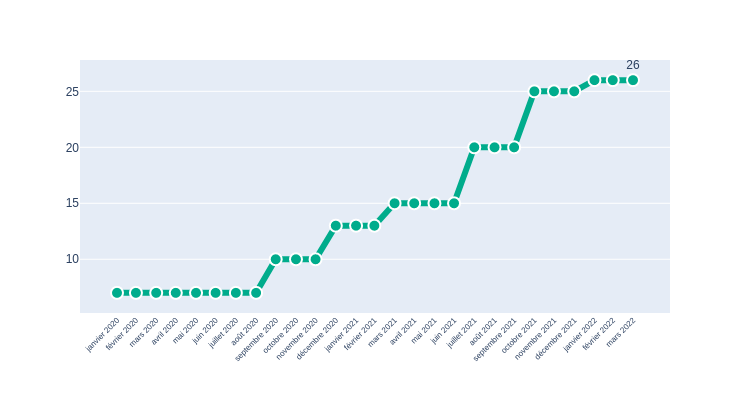 26
25
20
15
10
janvier 2020
février 2020
mars 2020
avril 2020
mai 2020
juin 2020
juillet 2020
août 2020
septembre 2020
octobre 2020
novembre 2020
décembre 2020
janvier 2021
février 2021
mars 2021
avril 2021
mai 2021
juin 2021
juillet 2021
août 2021
septembre 2021
octobre 2021
novembre 2021
décembre 2021
janvier 2022
février 2022
mars 2022